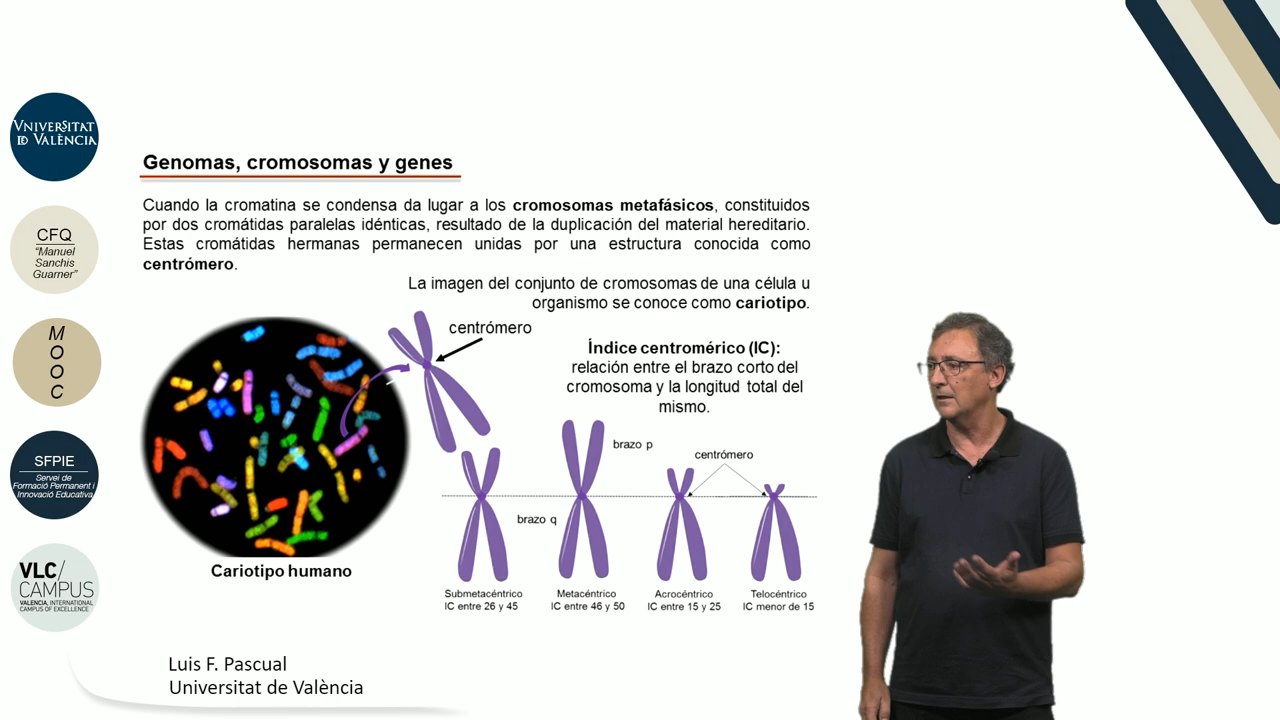 VNIVERSITAT
ID VALÈNCIA
CFQ
“Manuel
Sanchis
Guarner”
M
O
O
C
SFPIE
Servei de
Formació Permanent i
Innovació Educativa
VLC/
CAMPUS
VALENCIA, INTERNATIONAL
CAMPUS OF EXCELLENCE
Genomas, cromosomas y genes
Cuando la cromatina se condensa da lugar a los cromosomas metafásicos, constituidos
por dos cromátidas paralelas idénticas, resultado de la duplicación del material hereditario.
Estas cromátidas hermanas permanecen unidas por una estructura conocida como
centrómero.
La imagen del conjunto de cromosomas de una célula u
organismo se conoce como cariotipo.
centrómero
Índice centromérico (IC):
relación entre el brazo corto del
cromosoma y la longitud total del
mismo.
brazo p
centrómero
brazo q
Cariotipo humano
Submetacéntrico
IC entre 26 y 45
Metacéntrico
IC entre 46 y 50
Acrocéntrico
IC entre 15 y 25
Telocéntrico
IC menor de 15
Luis F. Pascual
Universitat de València